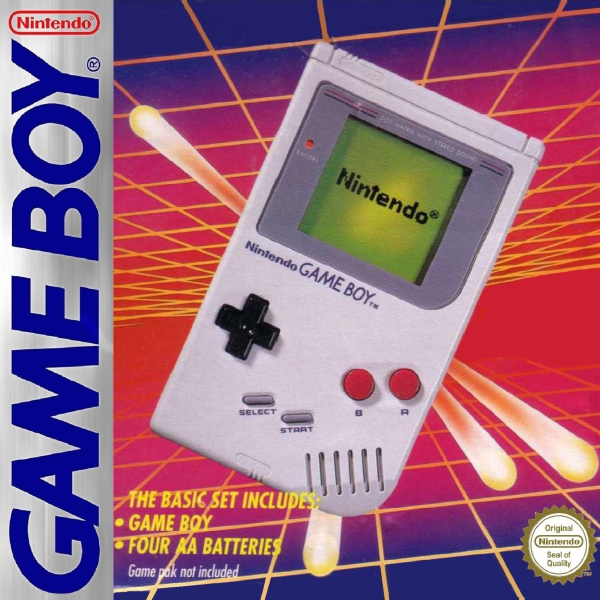 Nintendo®
GAME BOY®
DOT MATRIX WITH STEREO SOUND
BATTERY
Nintendo®
Nintendo GAME BOY™
SELECT
START
B
A
THE BASIC SET INCLUDES:
• GAME BOY
• FOUR AA BATTERIES
Game pak not included
Original
Nintendo
Seal of
Quality
TM